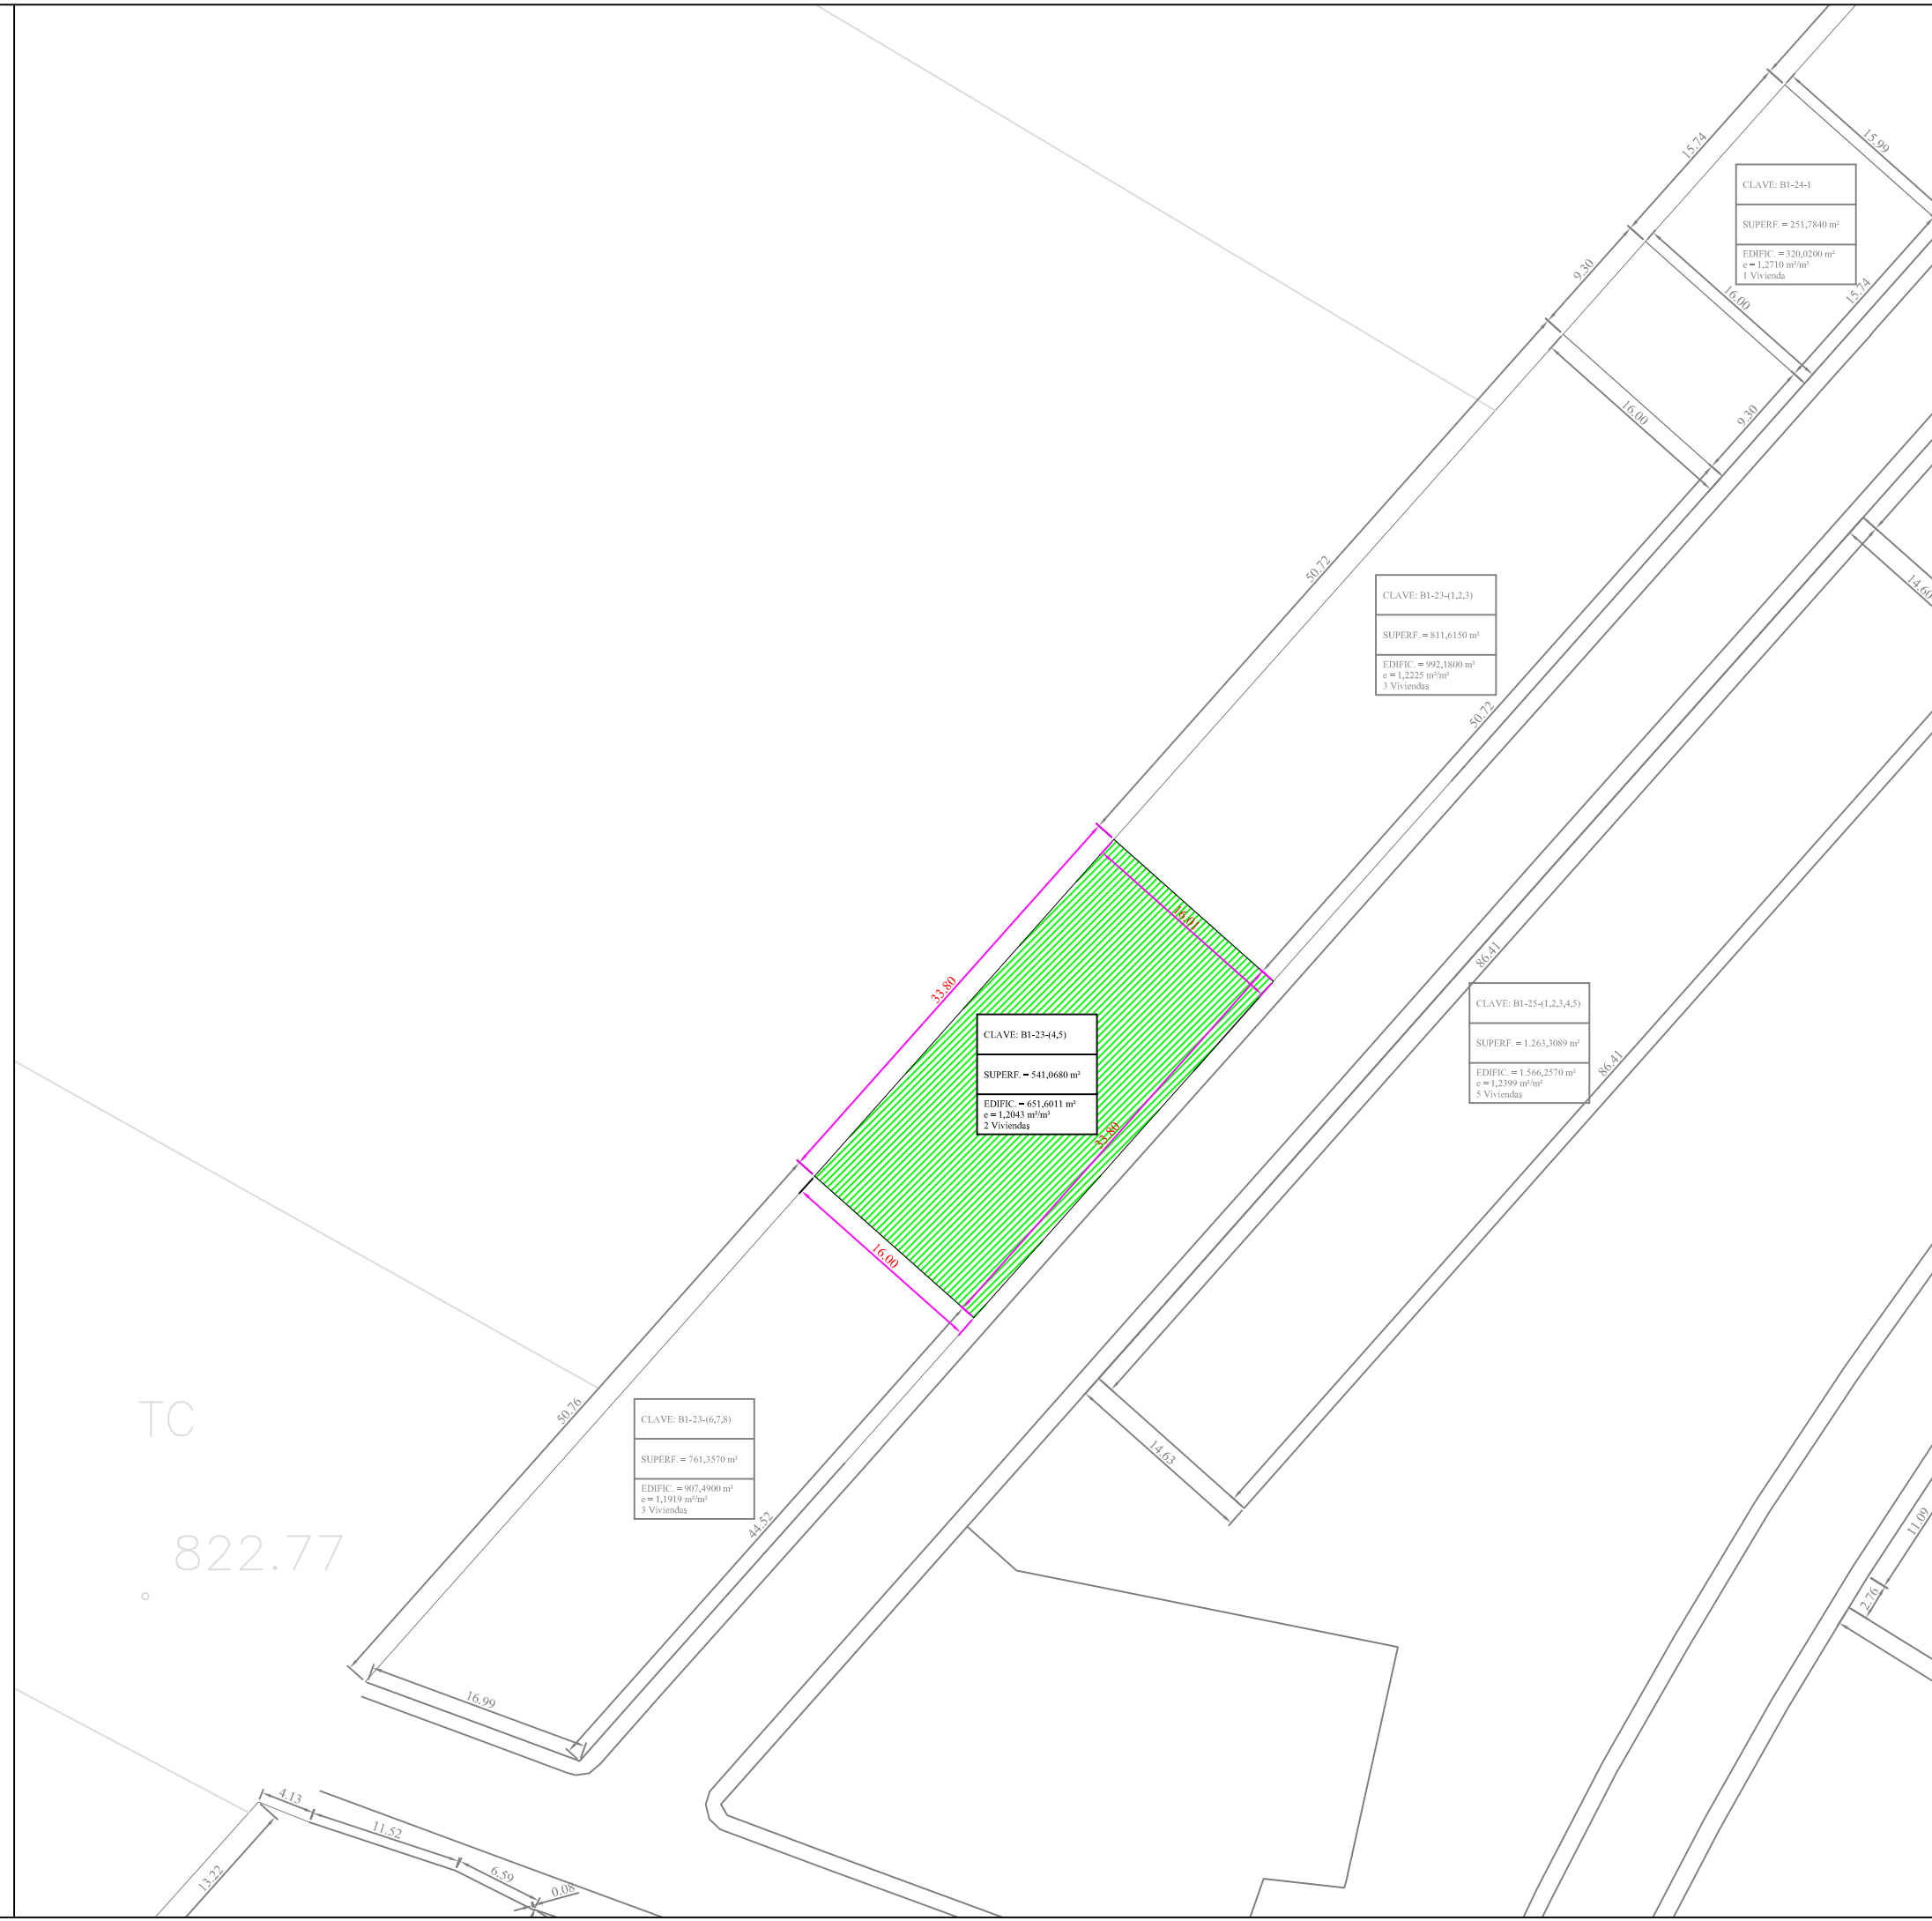 15.74
15.99
CLAVE: B1-24-1
SUPERF. = 251,7840 m²
EDIFIC. = 320,0200 m²
e = 1,2710 m²/m²
1 Vivienda
9.30
16.00
15.74
16.00
9.30
50.72
CLAVE: B1-23-(1,2,3)
SUPERF. = 811,6150 m²
EDIFIC. = 992,1800 m²
e = 1,2225 m²/m²
3 Viviendas
14.60
50.72
16.01
33.80
86.41
CLAVE: B1-23-(4,5)
SUPERF. = 541,0680 m²
EDIFIC. = 651,6011 m²
e = 1,2043 m²/m²
2 Viviendas
CLAVE: B1-25-(1,2,3,4,5)
SUPERF. = 1.263,3089 m²
EDIFIC. = 1.566,2570 m²
e = 1,2399 m²/m²
5 Viviendas
86.41
33.80
16.00
50.76
TC
CLAVE: B1-23-(6,7,8)
SUPERF. = 761,3570 m²
EDIFIC. = 907,4900 m²
e = 1,1919 m²/m²
3 Viviendas
14.63
44.52
822.77
11.09
2.76
16.99
4.13
11.52
6.59
0.08
13.22